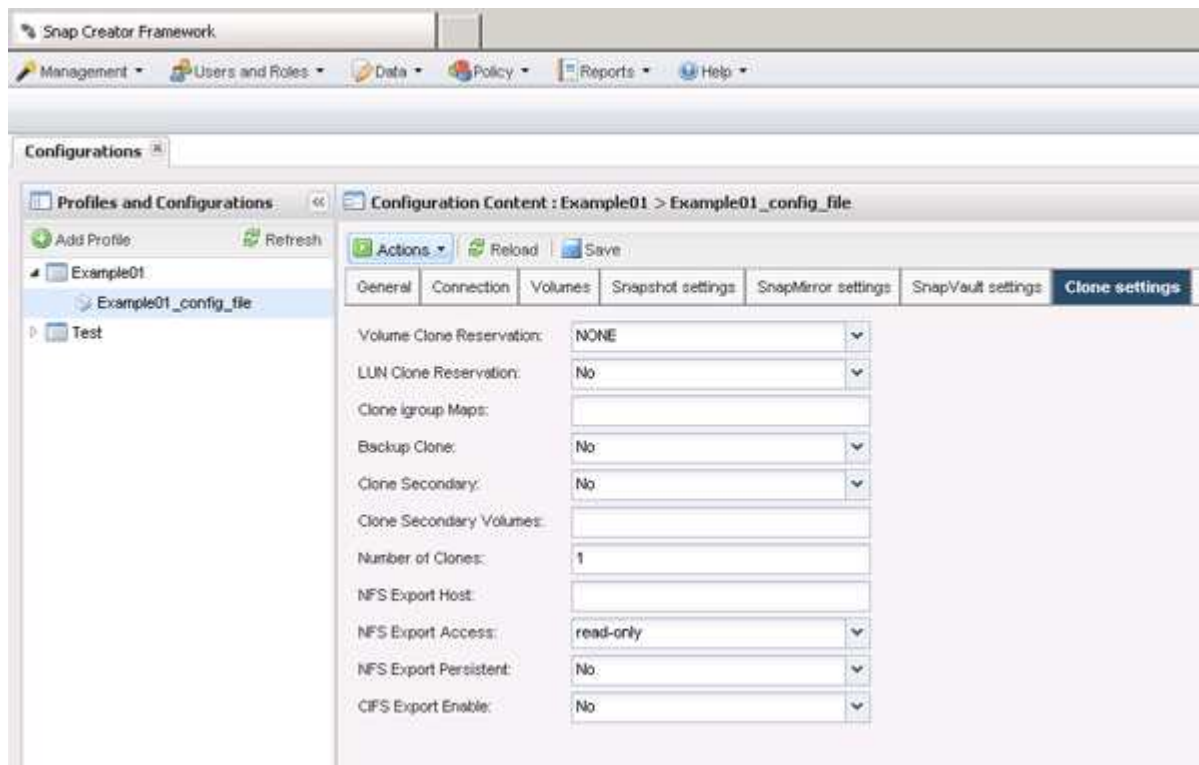 Snap Creator Framework
Management Users and Roles Data Policy Reports Help
Configurations
Profiles and Configurations
Configuration Content : Example01 > Example01_config_file
Add Profile Refresh
Actions Reload Save
Example01
Example01_config_file
Test
General Connection Volumes Snapshot settings SnapMirror settings SnapVault settings Clone settings
Volume Clone Reservation: NONE
LUN Clone Reservation: No
Clone igroup Maps:
Backup Clone: No
Clone Secondary: No
Clone Secondary Volumes:
Number of Clones: 1
NFS Export Host:
NFS Export Access: read-only
NFS Export Persistent: No
CIFS Export Enable: No